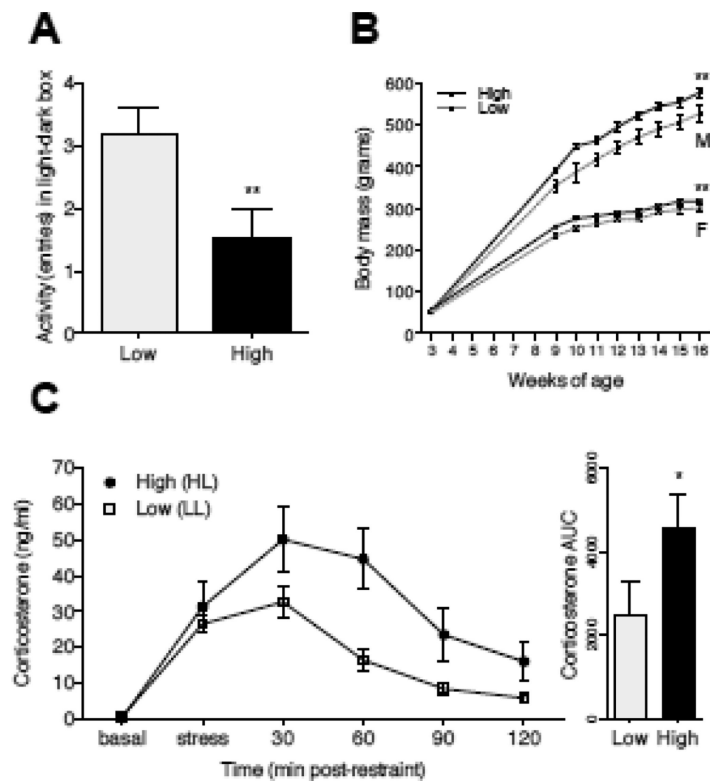 A
Activity (entries) in light-dark box
4
3
2
1
0
**
Low
High
B
Body mass (grams)
600
500
400
300
200
100
0
High
Low
**
M
**
F
3 4 5 6 7 8 9 10 11 12 13 14 15 16
Weeks of age
C
Corticosterone (ng/ml)
70
60
50
40
30
20
10
0
High (HL)
Low (LL)
basal stress 30 60 90 120
Time (min post-restraint)
Corticosterone AUC
6000
4000
2000
0
*
Low High